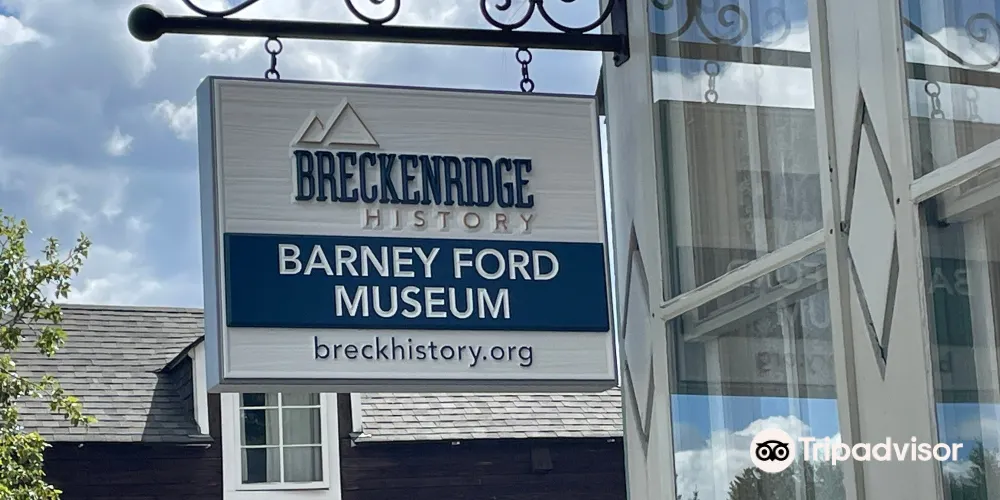 BRECKENRIDGE
HISTORY
BARNEY FORD
MUSEUM
breckhistory.org
Tripadvisor